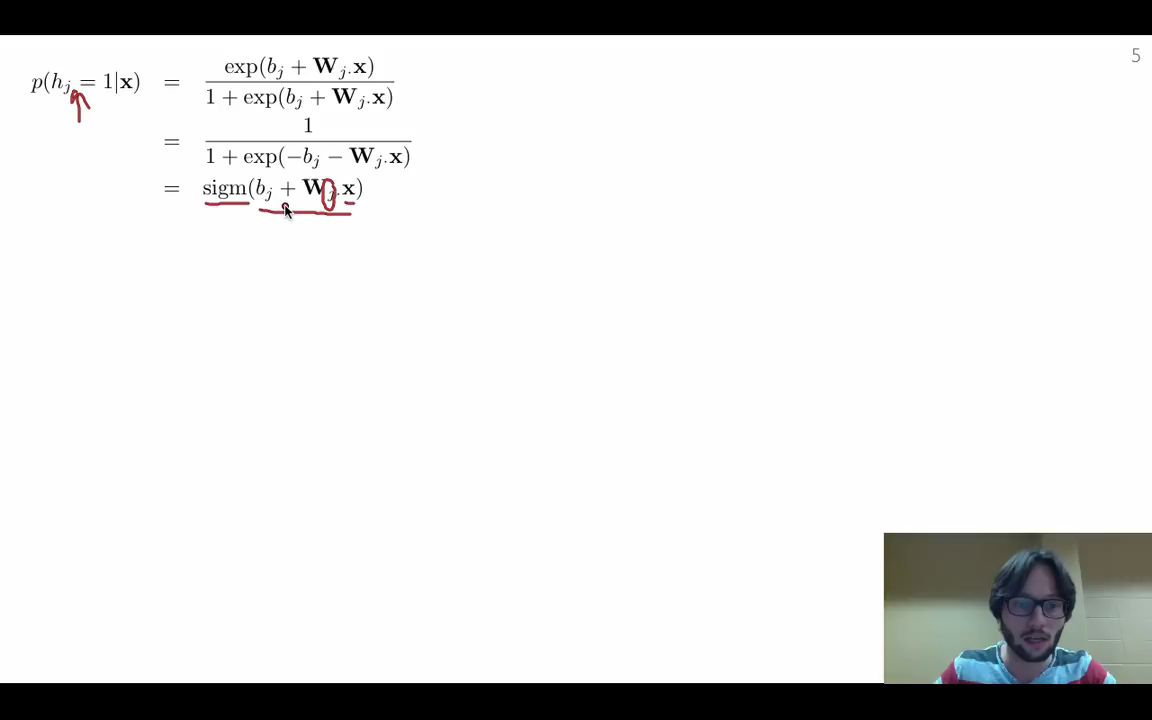 5
p(h_j = 1|x) = exp(b_j + W_j.x) / 1 + exp(b_j + W_j.x)
= 1 / 1 + exp(−b_j − W_j.x)
= sigm(b_j + W_j.x)